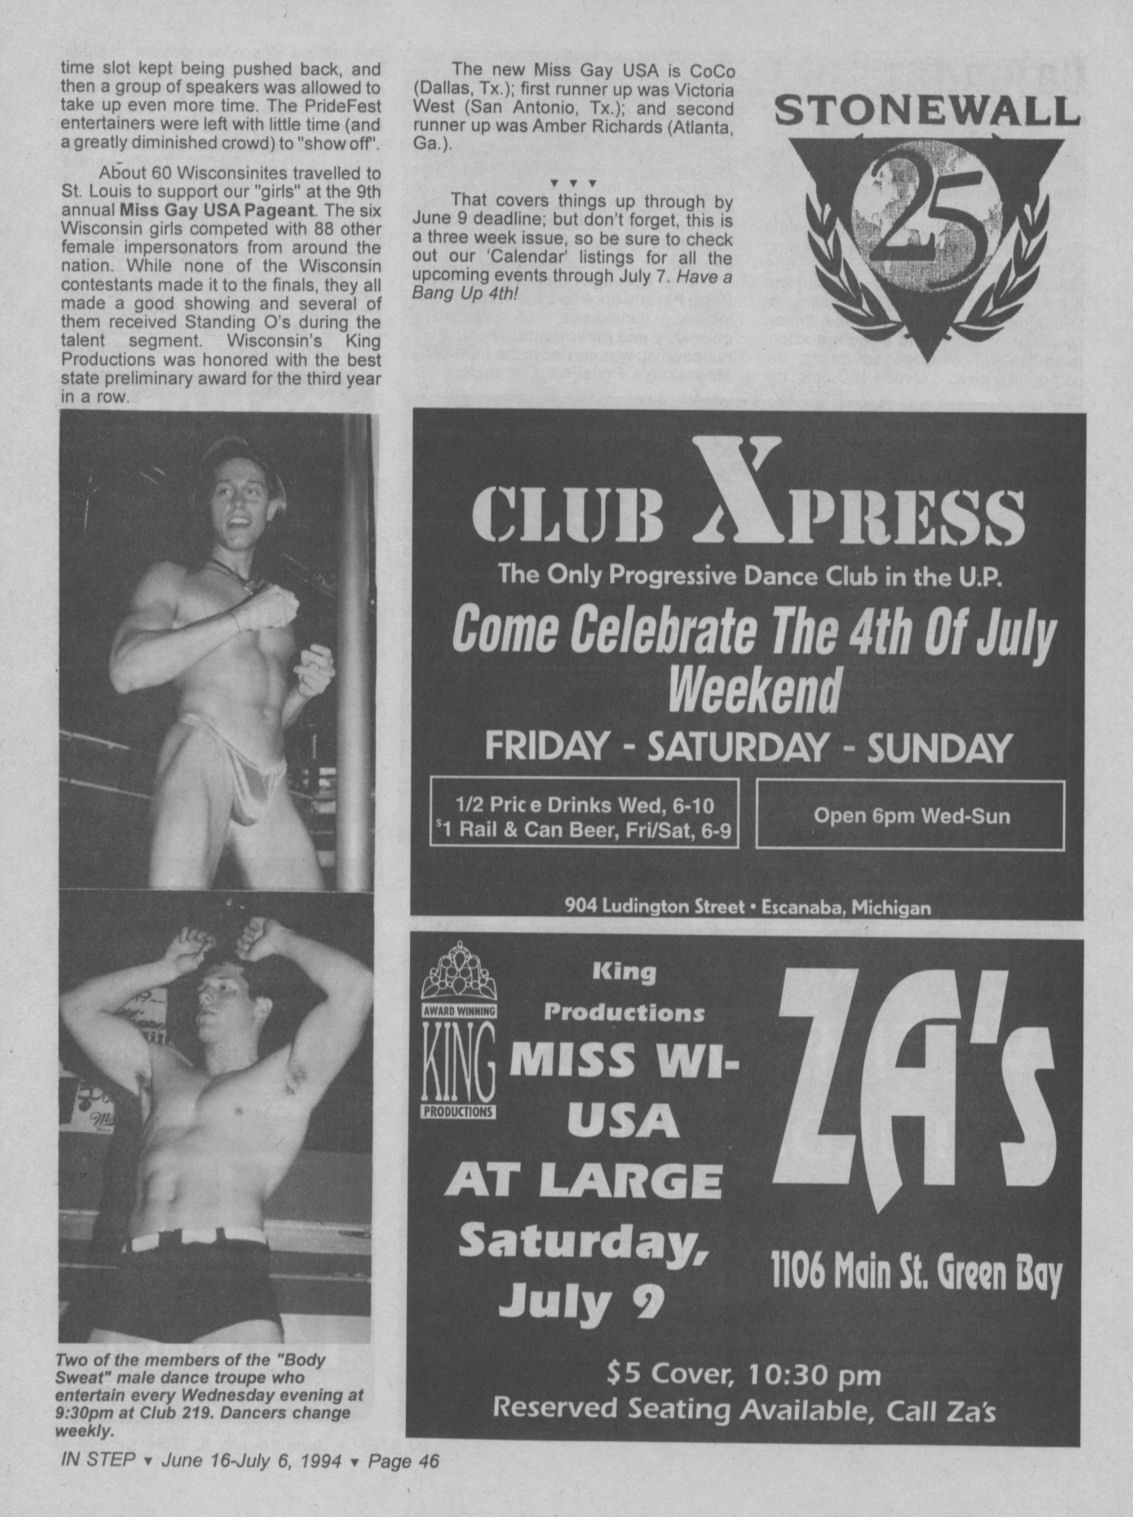 time slot kept being pushed back, and
then a group of speakers was allowed to
take up even more time. The PrideFest
entertainers were left with little time (and
a greatly diminished crowd) to "show off".
About 60 Wisconsinites travelled to
St. Louis to support our "girls" at the 9th
annual Miss Gay USA Pageant. The six
Wisconsin girls competed with 88 other
female impersonators from around the
nation. While none of the Wisconsin
contestants made it to the finals, they all
made a good showing and several of
them received Standing O's during the
talent segment. Wisconsin's King
Productions was honored with the best
state preliminary award for the third year
in a row.
Two of the members of the "Body
Sweat" male dance troupe who
entertain every Wednesday evening at
9:30pm at Club 219. Dancers change
weekly.
The new Miss Gay USA is CoCo
(Dallas, Tx.); first runner up was Victoria
West (San Antonio, Tx.); and second
runner up was Amber Richards (Atlanta,
Ga.).
▼ ▼ ▼
That covers things up through by
June 9 deadline; but don't forget, this is
a three week issue, so be sure to check
out our 'Calendar' listings for all the
upcoming events through July 7. Have a
Bang Up 4th!
STONEWALL
25
CLUB XPRESS
The Only Progressive Dance Club in the U.P.
Come Celebrate The 4th Of July
Weekend
FRIDAY - SATURDAY - SUNDAY
1/2 Pric e Drinks Wed, 6-10
$1 Rail & Can Beer, Fri/Sat, 6-9
Open 6pm Wed-Sun
904 Ludington Street • Escanaba, Michigan
AWARD WINNING
KING
PRODUCTIONS
King
Productions
MISS WI-
USA
AT LARGE
Saturday,
July 9
ZA's
1106 Main St. Green Bay
$5 Cover, 10:30 pm
Reserved Seating Available, Call Za's
IN STEP ▼ June 16-July 6, 1994 ▼ Page 46